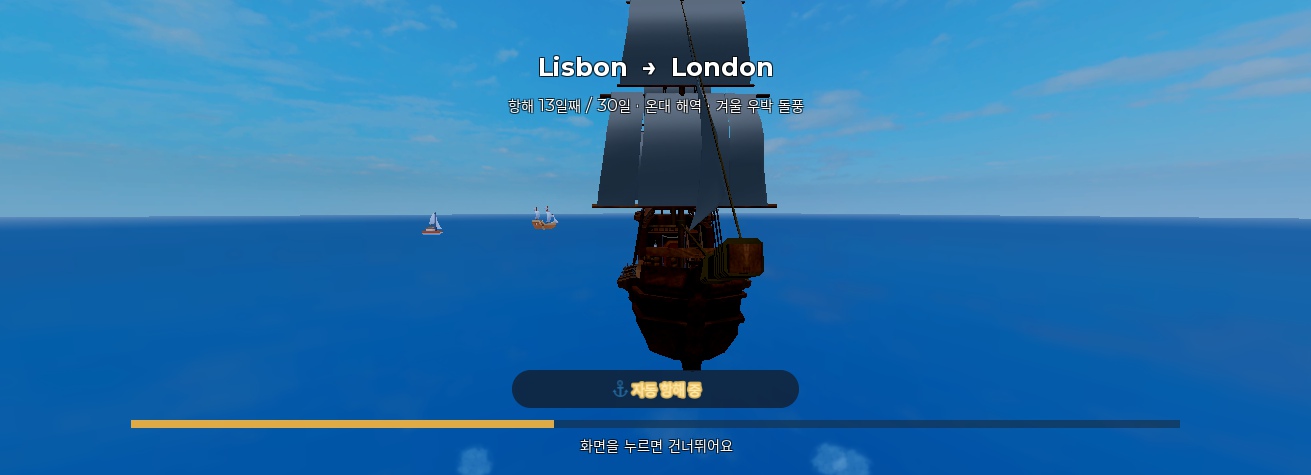 Lisbon → London
항해 13일째 / 30일 · 온대 해역 · 겨울 우박 돌풍
⚓ 자동 항해 중
화면을 누르면 건너뛰어요